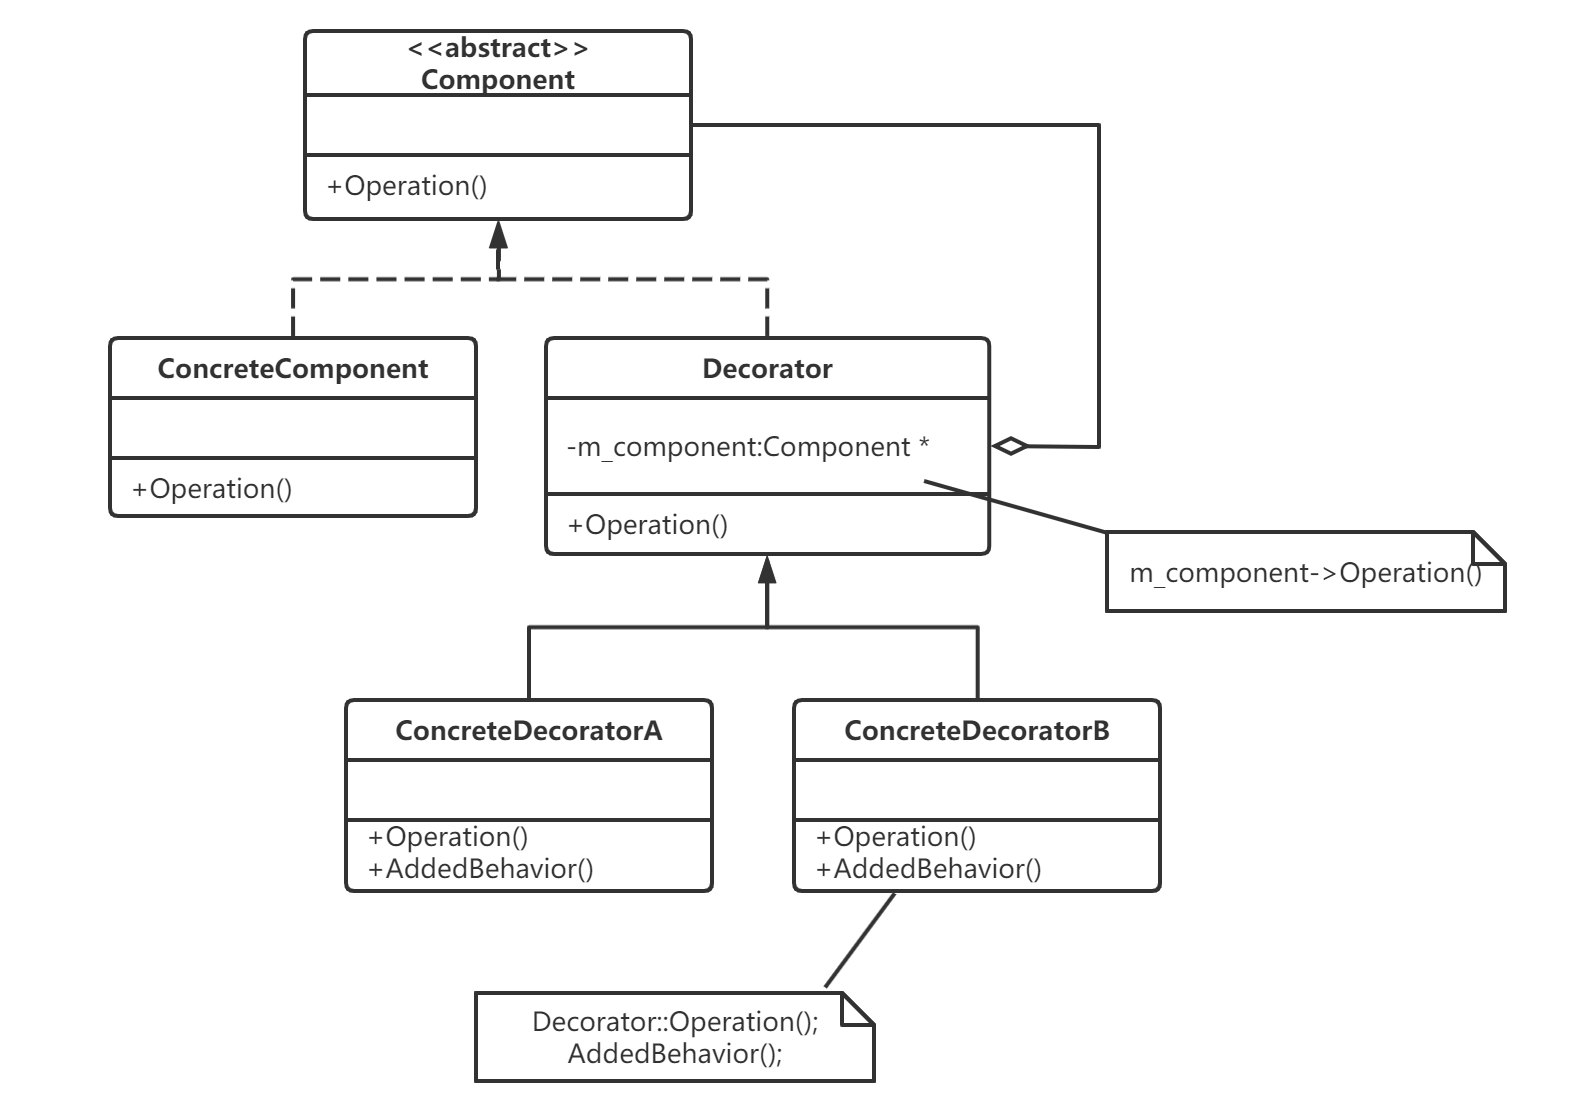 <<abstract>>
Component
+Operation()
ConcreteComponent
+Operation()
Decorator
-m_component:Component *
+Operation()
m_component->Operation()
ConcreteDecoratorA
+Operation()
+AddedBehavior()
ConcreteDecoratorB
+Operation()
+AddedBehavior()
Decorator::Operation();
AddedBehavior();